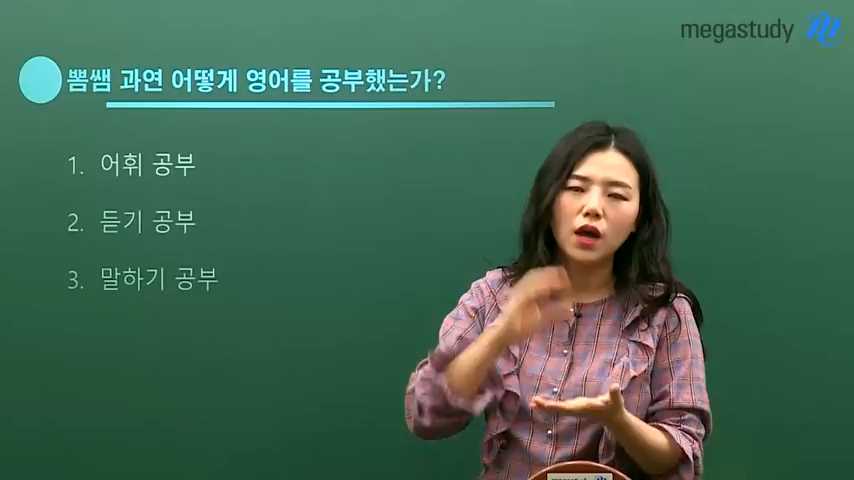 megastudy
뽐쌤 과연 어떻게 영어를 공부했는가?
1. 어휘 공부
2. 듣기 공부
3. 말하기 공부